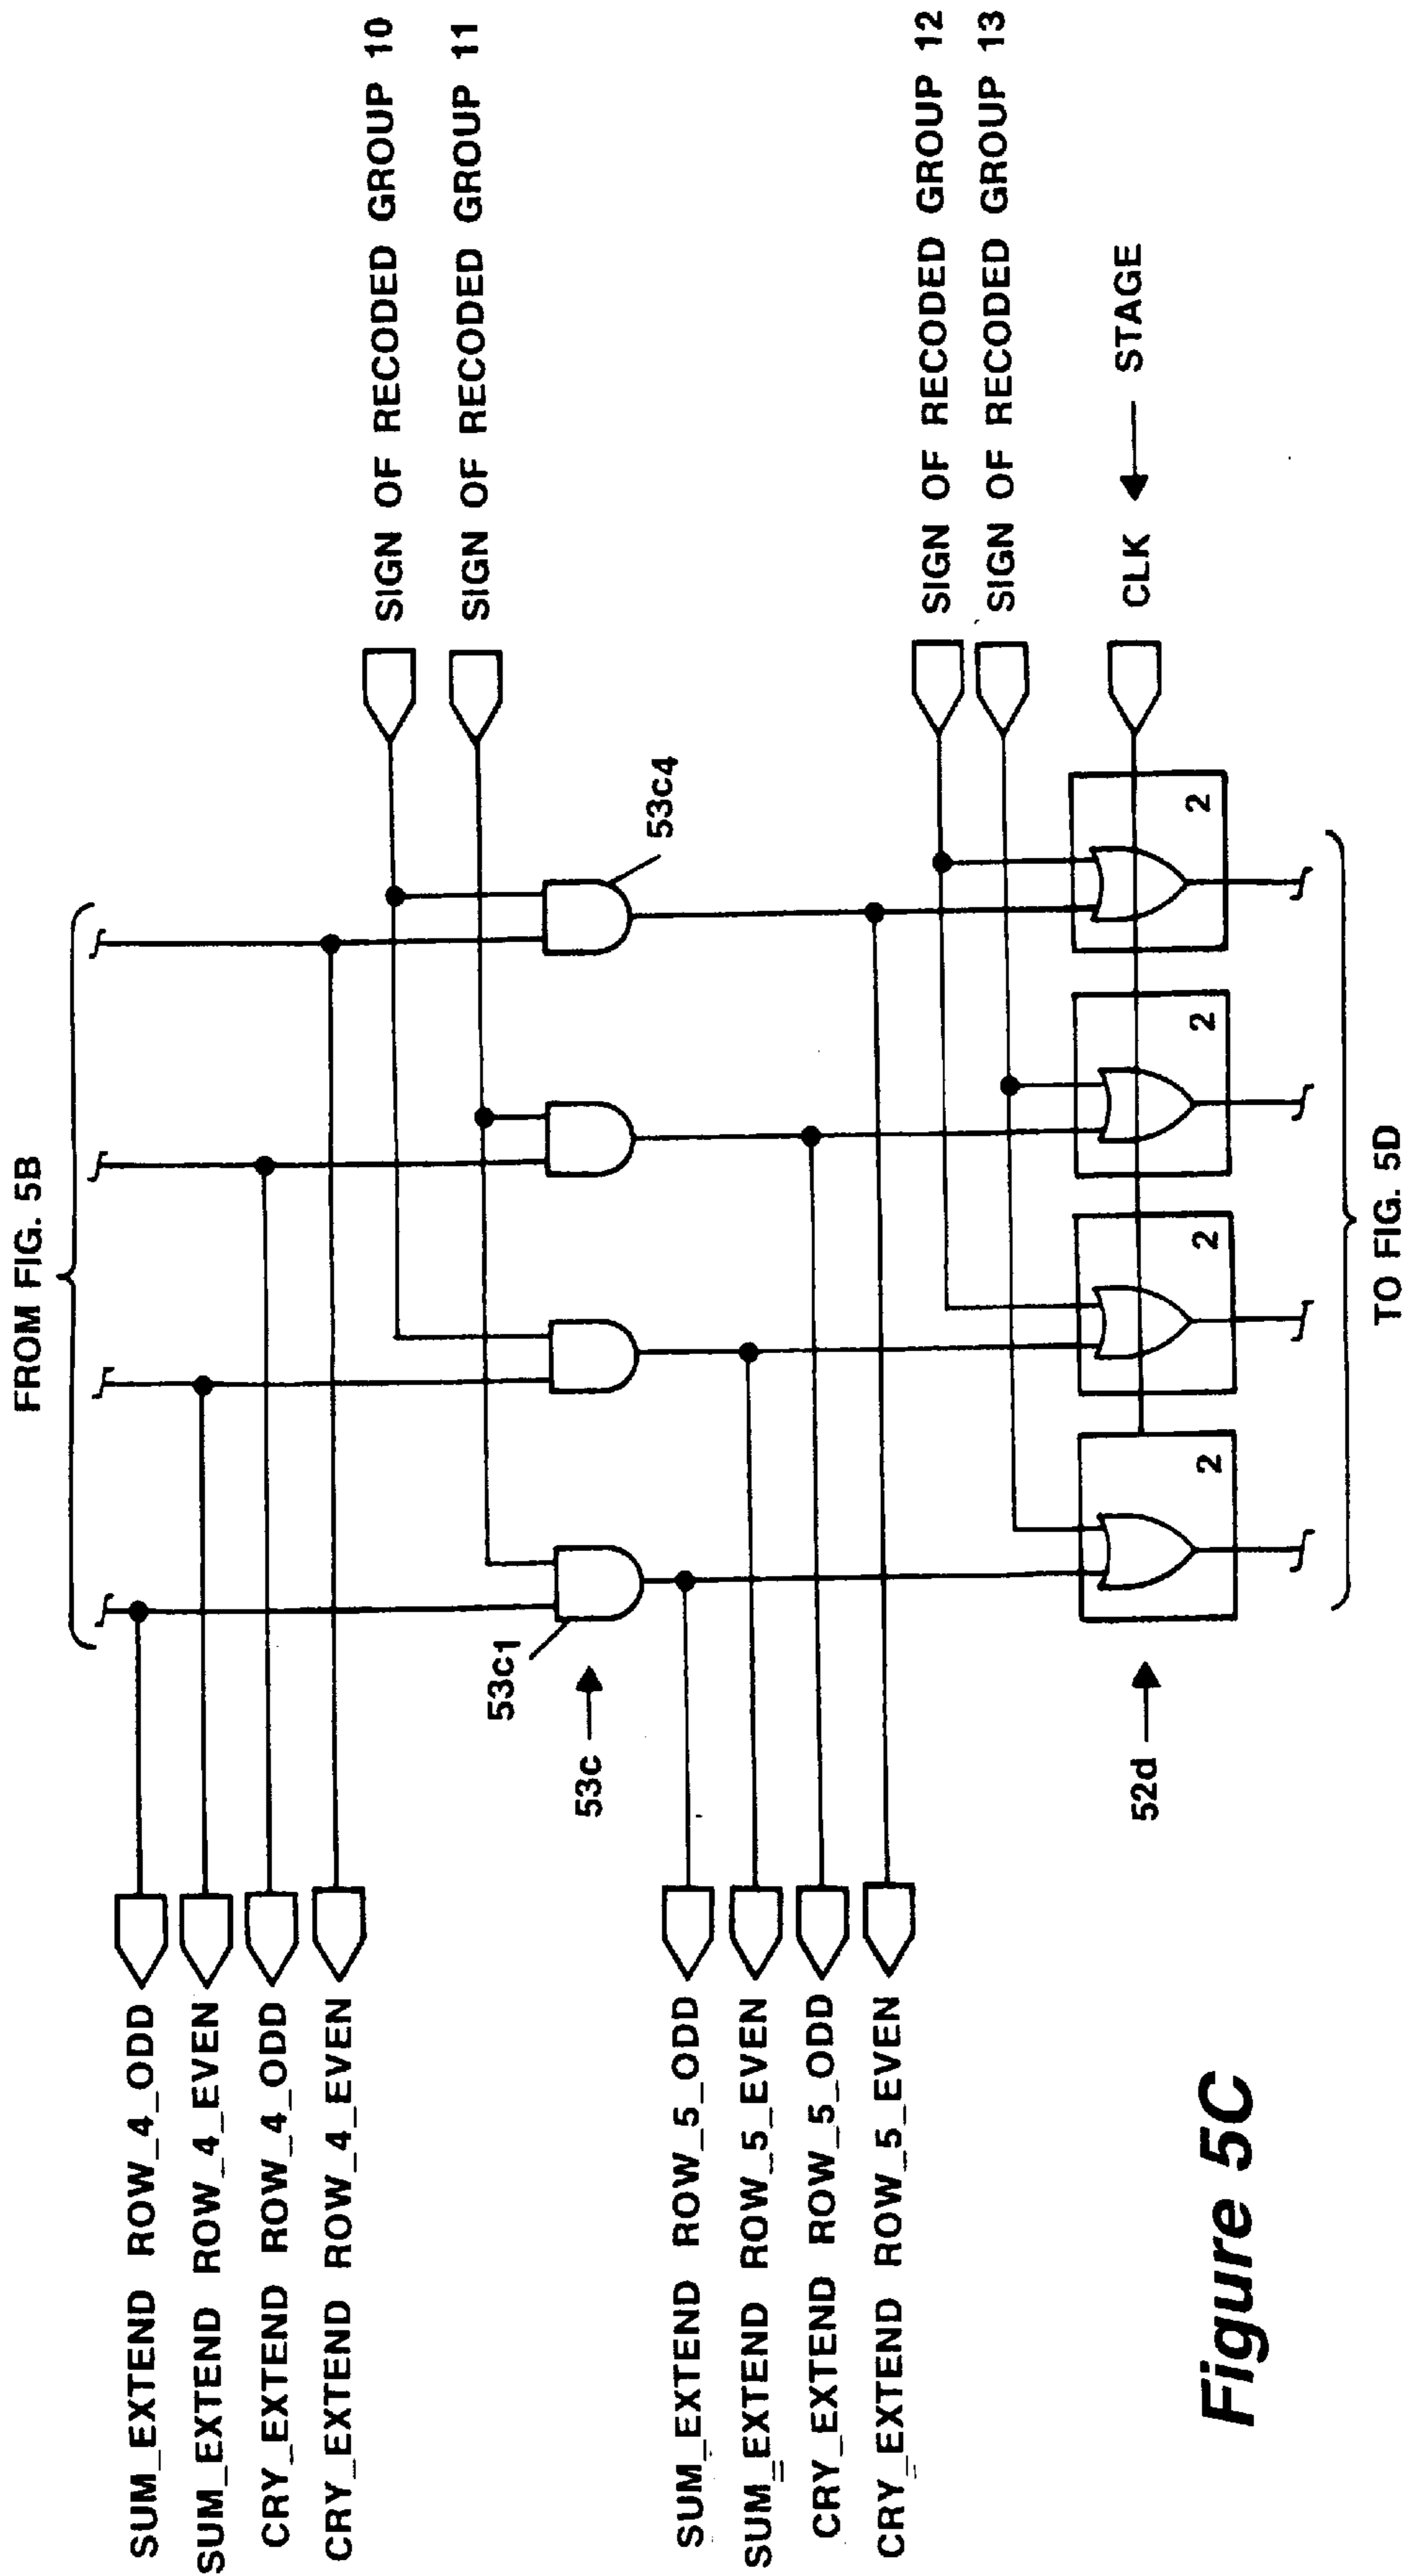 FROM FIG. 5B
SUM_EXTEND ROW_4_ODD
SUM_EXTEND ROW_4_EVEN
CRY_EXTEND ROW_4_ODD
CRY_EXTEND ROW_4_EVEN
SIGN OF RECODED GROUP 10
SIGN OF RECODED GROUP 11
53c1
53c4
53c
SUM_EXTEND ROW_5_ODD
SUM_EXTEND ROW_5_EVEN
CRY_EXTEND ROW_5_ODD
CRY_EXTEND ROW_5_EVEN
SIGN OF RECODED GROUP 12
SIGN OF RECODED GROUP 13
CLK
STAGE
52d
2
2
2
2
TO FIG. 5D
Figure 5C